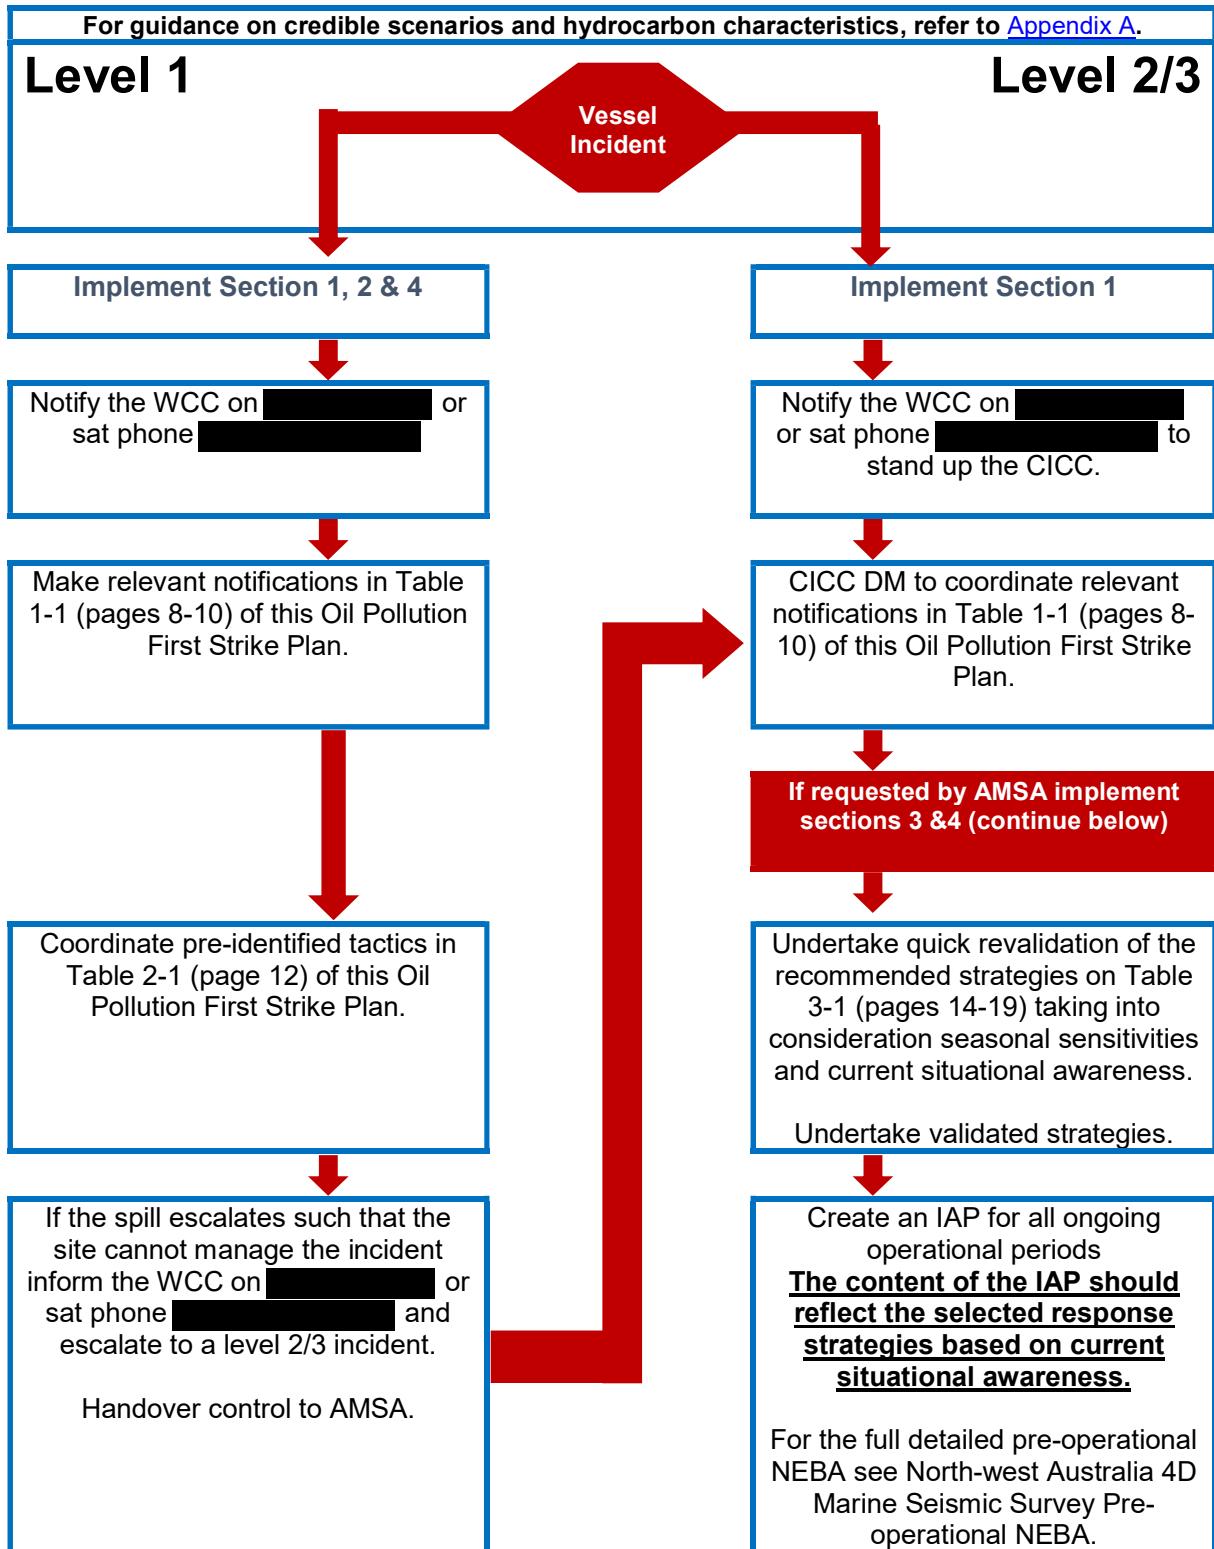 For guidance on credible scenarios and hydrocarbon characteristics, refer to Appendix A.
Level 1
Level 2/3
Vessel
Incident
Implement Section 1, 2 & 4
Notify the WCC on or
sat phone
Make relevant notifications in Table
1-1 (pages 8-10) of this Oil Pollution
First Strike Plan.
Coordinate pre-identified tactics in
Table 2-1 (page 12) of this Oil
Pollution First Strike Plan.
If the spill escalates such that the
site cannot manage the incident
inform the WCC on or
sat phone and
escalate to a level 2/3 incident.
Handover control to AMSA.
Implement Section 1
Notify the WCC on
or sat phone to
stand up the CICC.
CICC DM to coordinate relevant
notifications in Table 1-1 (pages 8-
10) of this Oil Pollution First Strike
Plan.
If requested by AMSA implement
sections 3 &4 (continue below)
Undertake quick revalidation of the
recommended strategies on Table
3-1 (pages 14-19) taking into
consideration seasonal sensitivities
and current situational awareness.
Undertake validated strategies.
Create an IAP for all ongoing
operational periods
The content of the IAP should
reflect the selected response
strategies based on current
situational awareness.
For the full detailed pre-operational
NEBA see North-west Australia 4D
Marine Seismic Survey Pre-
operational NEBA.